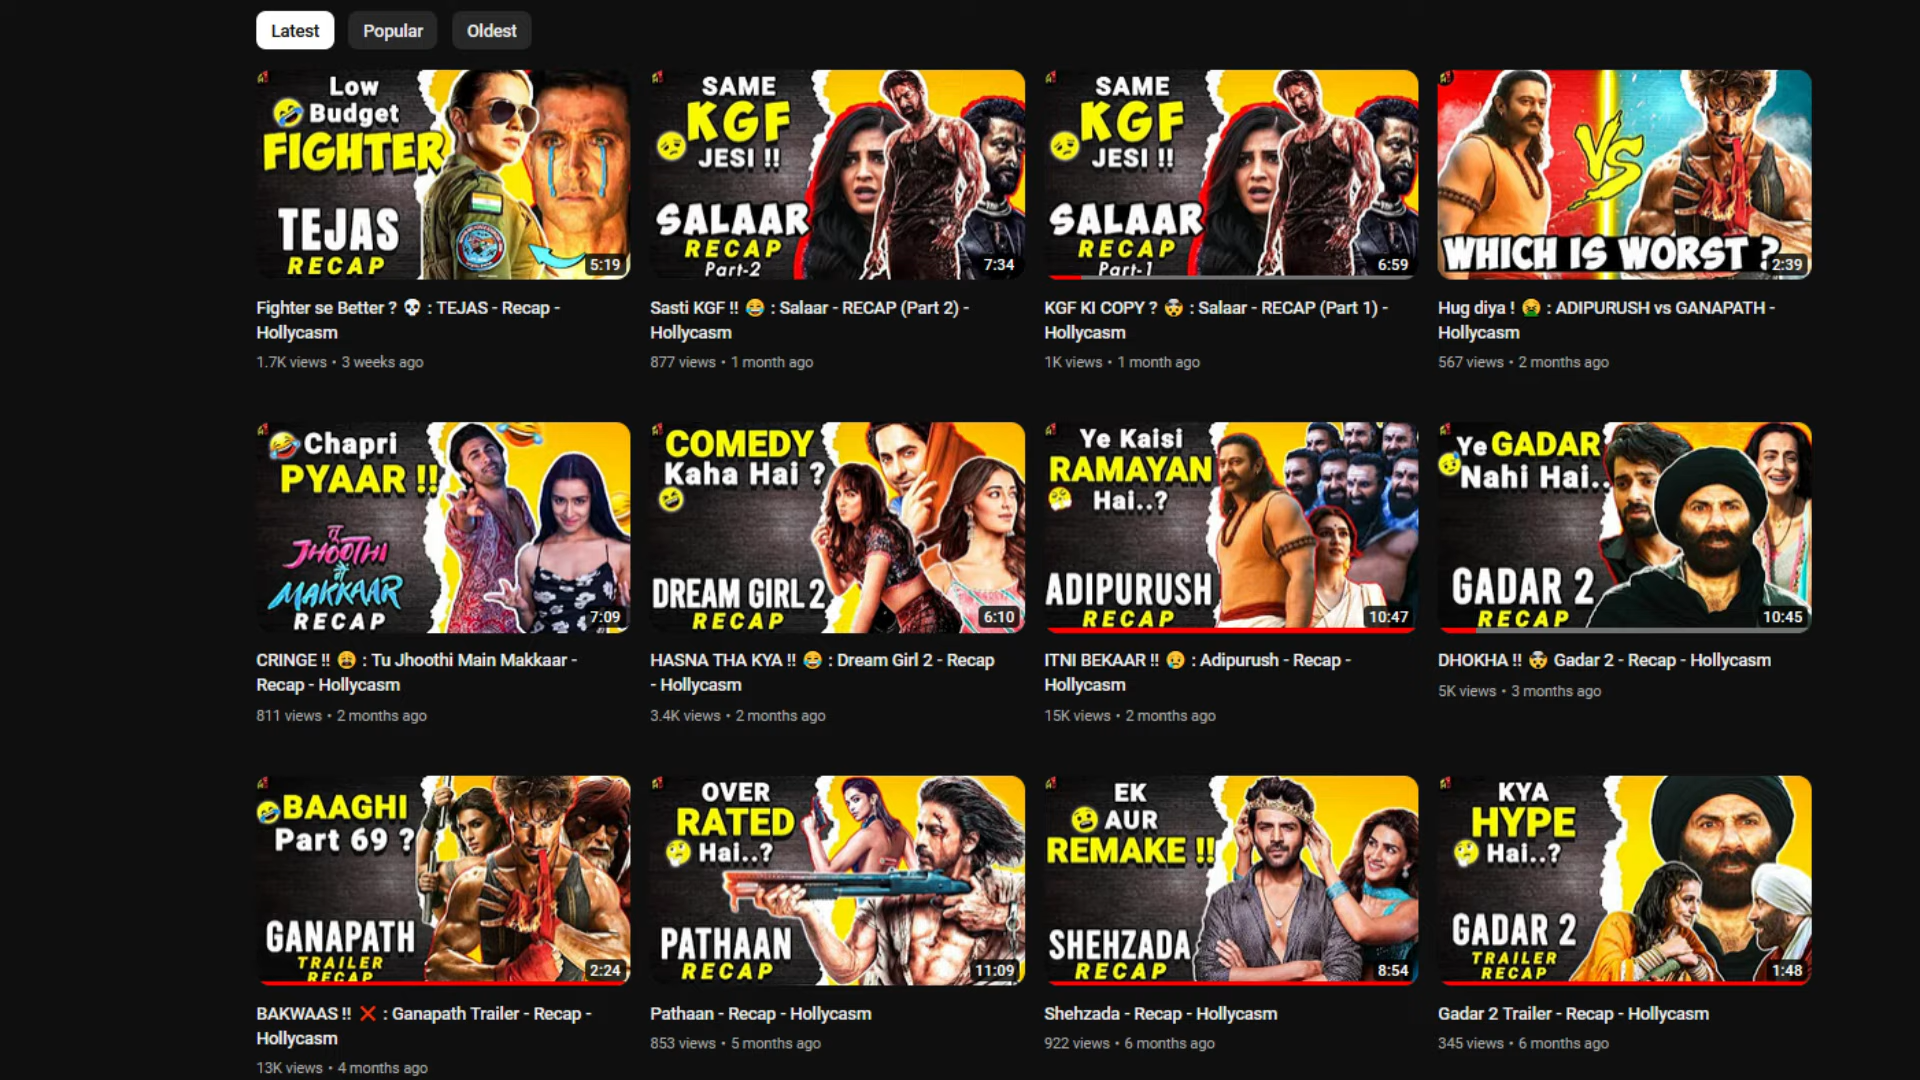 Latest
Popular
Oldest
Low
Budget
FIGHTER
TEJAS
RECAP
5:19
SAME
KGF
JESI !!
SALAAR
RECAP
Part-2
7:34
SAME
KGF
JESI !!
SALAAR
RECAP
Part-1
6:59
VS
WHICH IS WORST ?
2:39
Fighter se Better ? 💀 : TEJAS - Recap -
Hollycasm
1.7K views • 3 weeks ago
Sasti KGF !! 😂 : Salaar - RECAP (Part 2) -
Hollycasm
877 views • 1 month ago
KGF KI COPY ? 🤯 : Salaar - RECAP (Part 1) -
Hollycasm
1K views • 1 month ago
Hug diya ! 🤮 : ADIPURUSH vs GANAPATH -
Hollycasm
567 views • 2 months ago
Chapri
PYAAR !!
तू
JHOOTHI
मैं
MAKKAAR
RECAP
7:09
COMEDY
Kaha Hai ?
DREAM GIRL 2
RECAP
6:10
Ye Kaisi
RAMAYAN
Hai..?
ADIPURUSH
RECAP
10:47
Ye GADAR
Nahi Hai..
GADAR 2
RECAP
10:45
CRINGE !! 😩 : Tu Jhoothi Main Makkaar -
Recap - Hollycasm
811 views • 2 months ago
HASNA THA KYA !! 😂 : Dream Girl 2 - Recap
- Hollycasm
3.4K views • 2 months ago
ITNI BEKAAR !! 😥 : Adipurush - Recap -
Hollycasm
15K views • 2 months ago
DHOKHA !! 🤯 Gadar 2 - Recap - Hollycasm
5K views • 3 months ago
BAAGHI
Part 69 ?
GANAPATH
TRAILER
RECAP
2:24
OVER
RATED
Hai..?
PATHAAN
RECAP
11:09
EK
AUR
REMAKE !!
SHEHZADA
RECAP
8:54
KYA
HYPE
Hai..?
GADAR 2
TRAILER
RECAP
1:48
BAKWAAS !! ❌ : Ganapath Trailer - Recap -
Hollycasm
13K views • 4 months ago
Pathaan - Recap - Hollycasm
853 views • 5 months ago
Shehzada - Recap - Hollycasm
922 views • 6 months ago
Gadar 2 Trailer - Recap - Hollycasm
345 views • 6 months ago